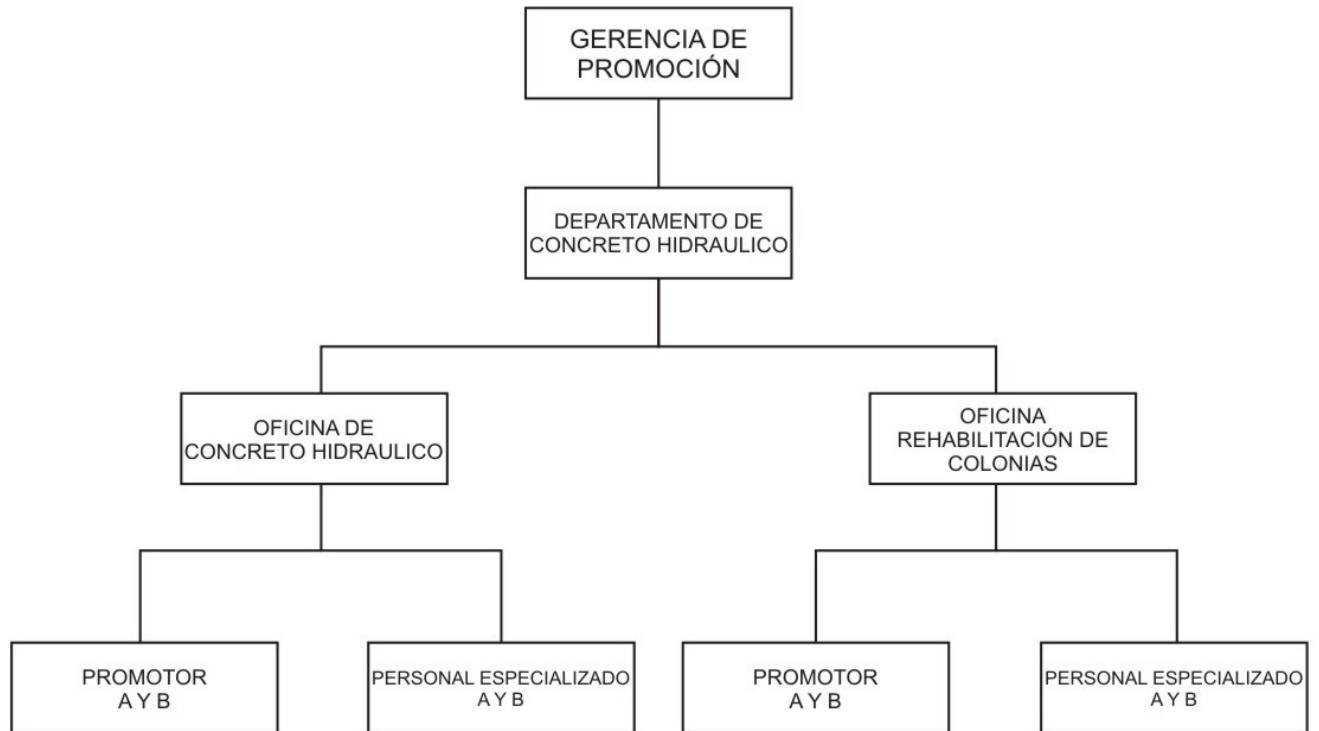 GERENCIA DE
PROMOCIÓN
DEPARTAMENTO DE
CONCRETO HIDRAULICO
OFICINA DE
CONCRETO HIDRAULICO
OFICINA
REHABILITACIÓN DE
COLONIAS
PROMOTOR
A Y B
PERSONAL ESPECIALIZADO
A Y B
PROMOTOR
A Y B
PERSONAL ESPECIALIZADO
A Y B